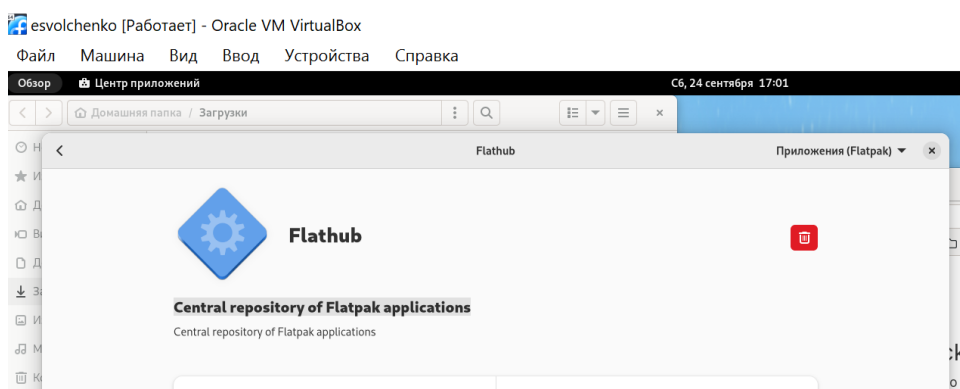 esvolchenko [Работает] - Oracle VM VirtualBox
Файл Машина Вид Ввод Устройства Справка
Обзор Центр приложений Сб, 24 сентября 17:01
Домашняя папка / Загрузки
Flathub Приложения (Flatpak)
Flathub
Central repository of Flatpak applications
Central repository of Flatpak applications